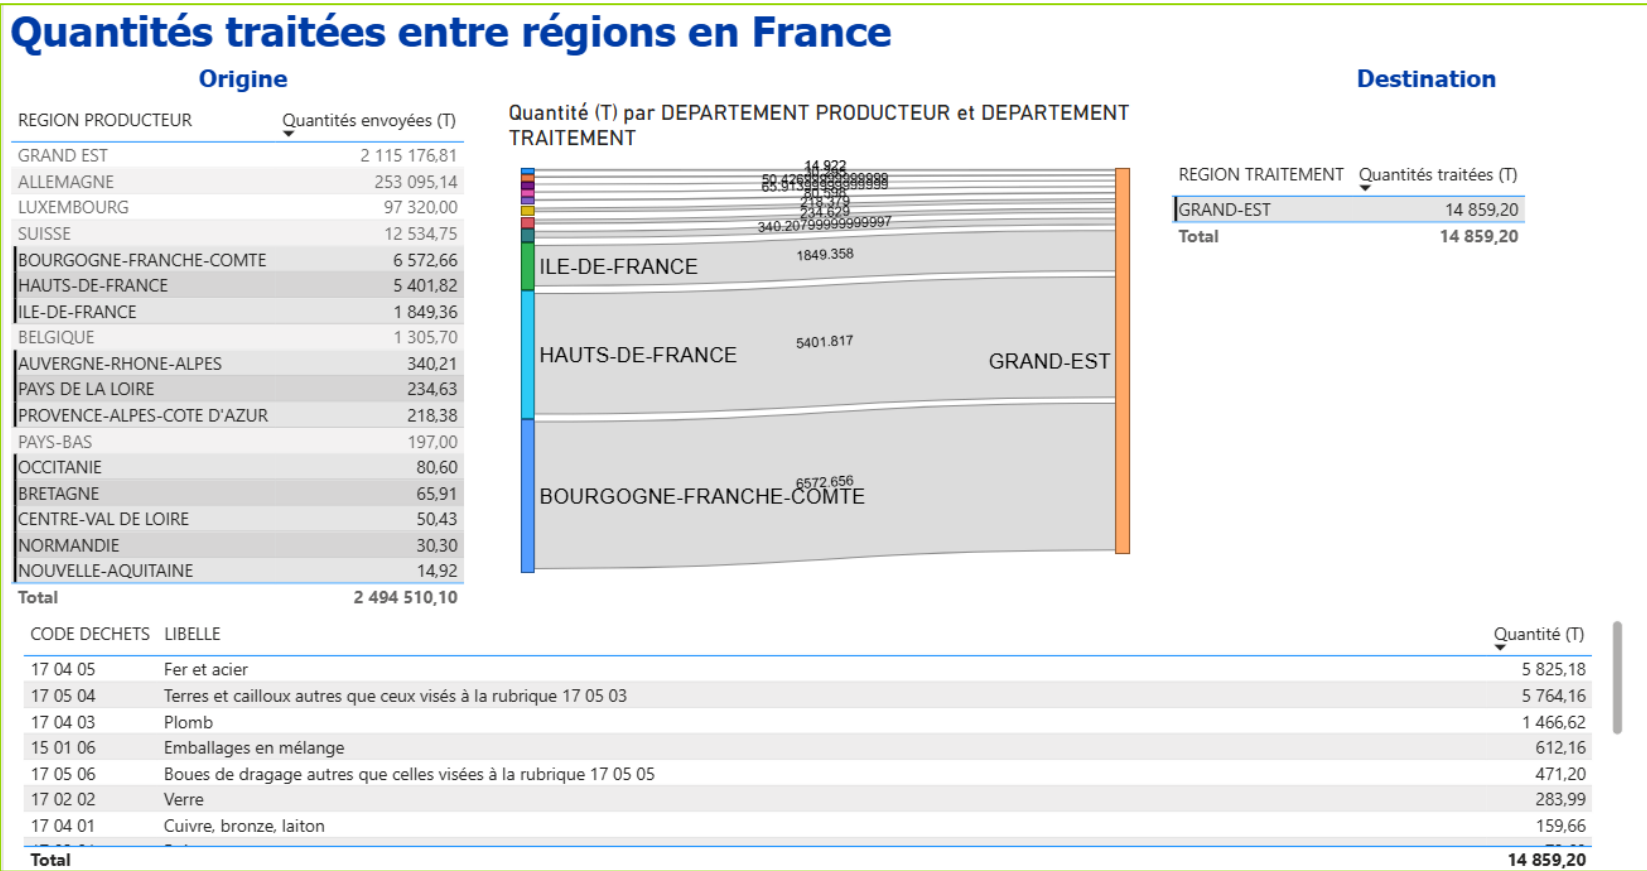 Quantités traitées entre régions en France
Origine
Destination
REGION PRODUCTEUR Quantités envoyées (T)
GRAND EST 2 115 176,81
ALLEMAGNE 253 095,14
LUXEMBOURG 97 320,00
SUISSE 12 534,75
BOURGOGNE-FRANCHE-COMTE 6 572,66
HAUTS-DE-FRANCE 5 401,82
ILE-DE-FRANCE 1 849,36
BELGIQUE 1 305,70
AUVERGNE-RHONE-ALPES 340,21
PAYS DE LA LOIRE 234,63
PROVENCE-ALPES-COTE D'AZUR 218,38
PAYS-BAS 197,00
OCCITANIE 80,60
BRETAGNE 65,91
CENTRE-VAL DE LOIRE 50,43
NORMANDIE 30,30
NOUVELLE-AQUITAINE 14,92
Total 2 494 510,10
Quantité (T) par DEPARTEMENT PRODUCTEUR et DEPARTEMENT
TRAITEMENT
14.922
218.379
234.629
340.20799999999997
1849.358
ILE-DE-FRANCE
5401.817
HAUTS-DE-FRANCE
GRAND-EST
6572.656
BOURGOGNE-FRANCHE-COMTE
REGION TRAITEMENT Quantités traitées (T)
GRAND-EST 14 859,20
Total 14 859,20
CODE DECHETS LIBELLE Quantité (T)
17 04 05 Fer et acier 5 825,18
17 05 04 Terres et cailloux autres que ceux visés à la rubrique 17 05 03 5 764,16
17 04 03 Plomb 1 466,62
15 01 06 Emballages en mélange 612,16
17 05 06 Boues de dragage autres que celles visées à la rubrique 17 05 05 471,20
17 02 02 Verre 283,99
17 04 01 Cuivre, bronze, laiton 159,66
Total 14 859,20